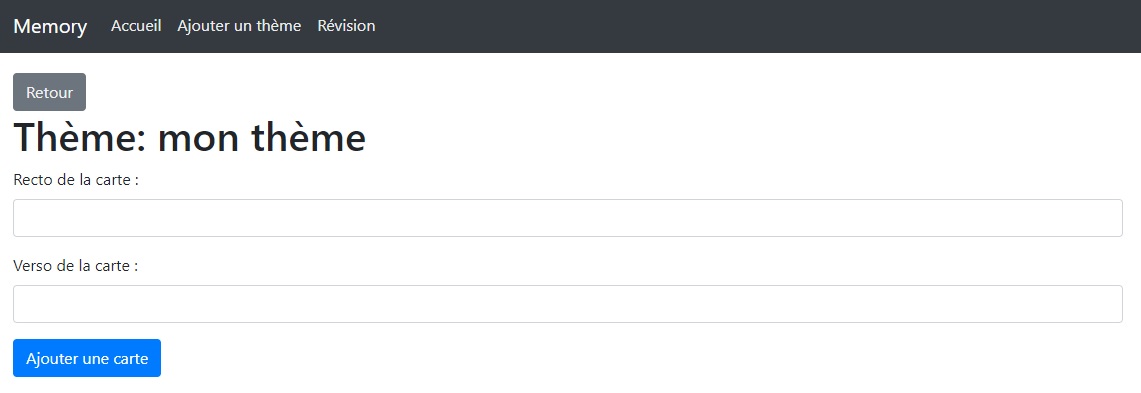 Memory Accueil Ajouter un thème Révision
Retour
Thème: mon thème
Recto de la carte :
Verso de la carte :
Ajouter une carte